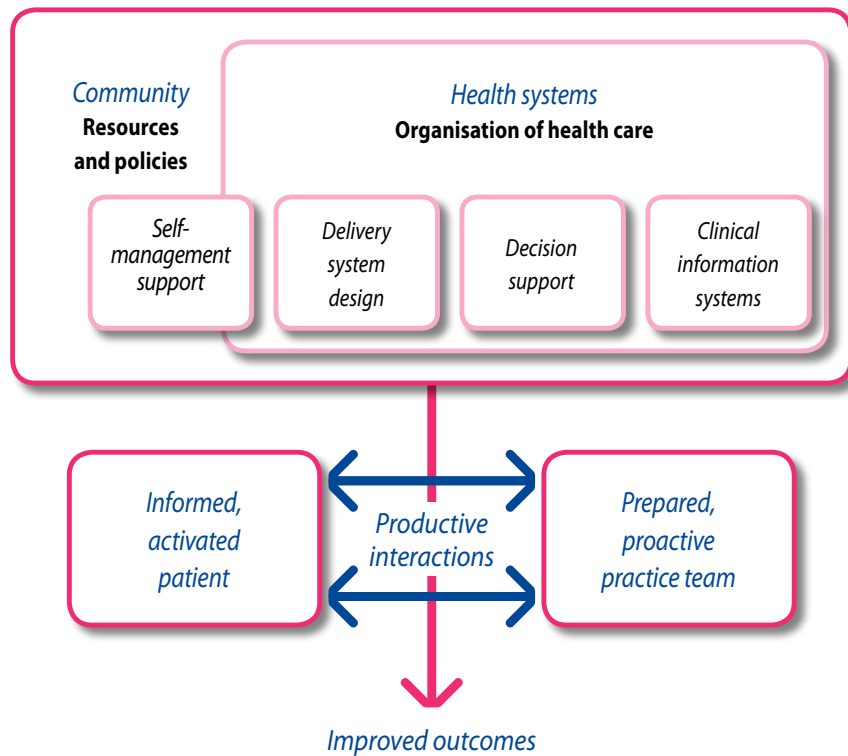 Community
Resources
and policies
Health systems
Organisation of health care
Self-
management
support
Delivery
system
design
Decision
support
Clinical
information
systems
Informed,
activated
patient
Productive
interactions
Prepared,
proactive
practice team
Improved outcomes